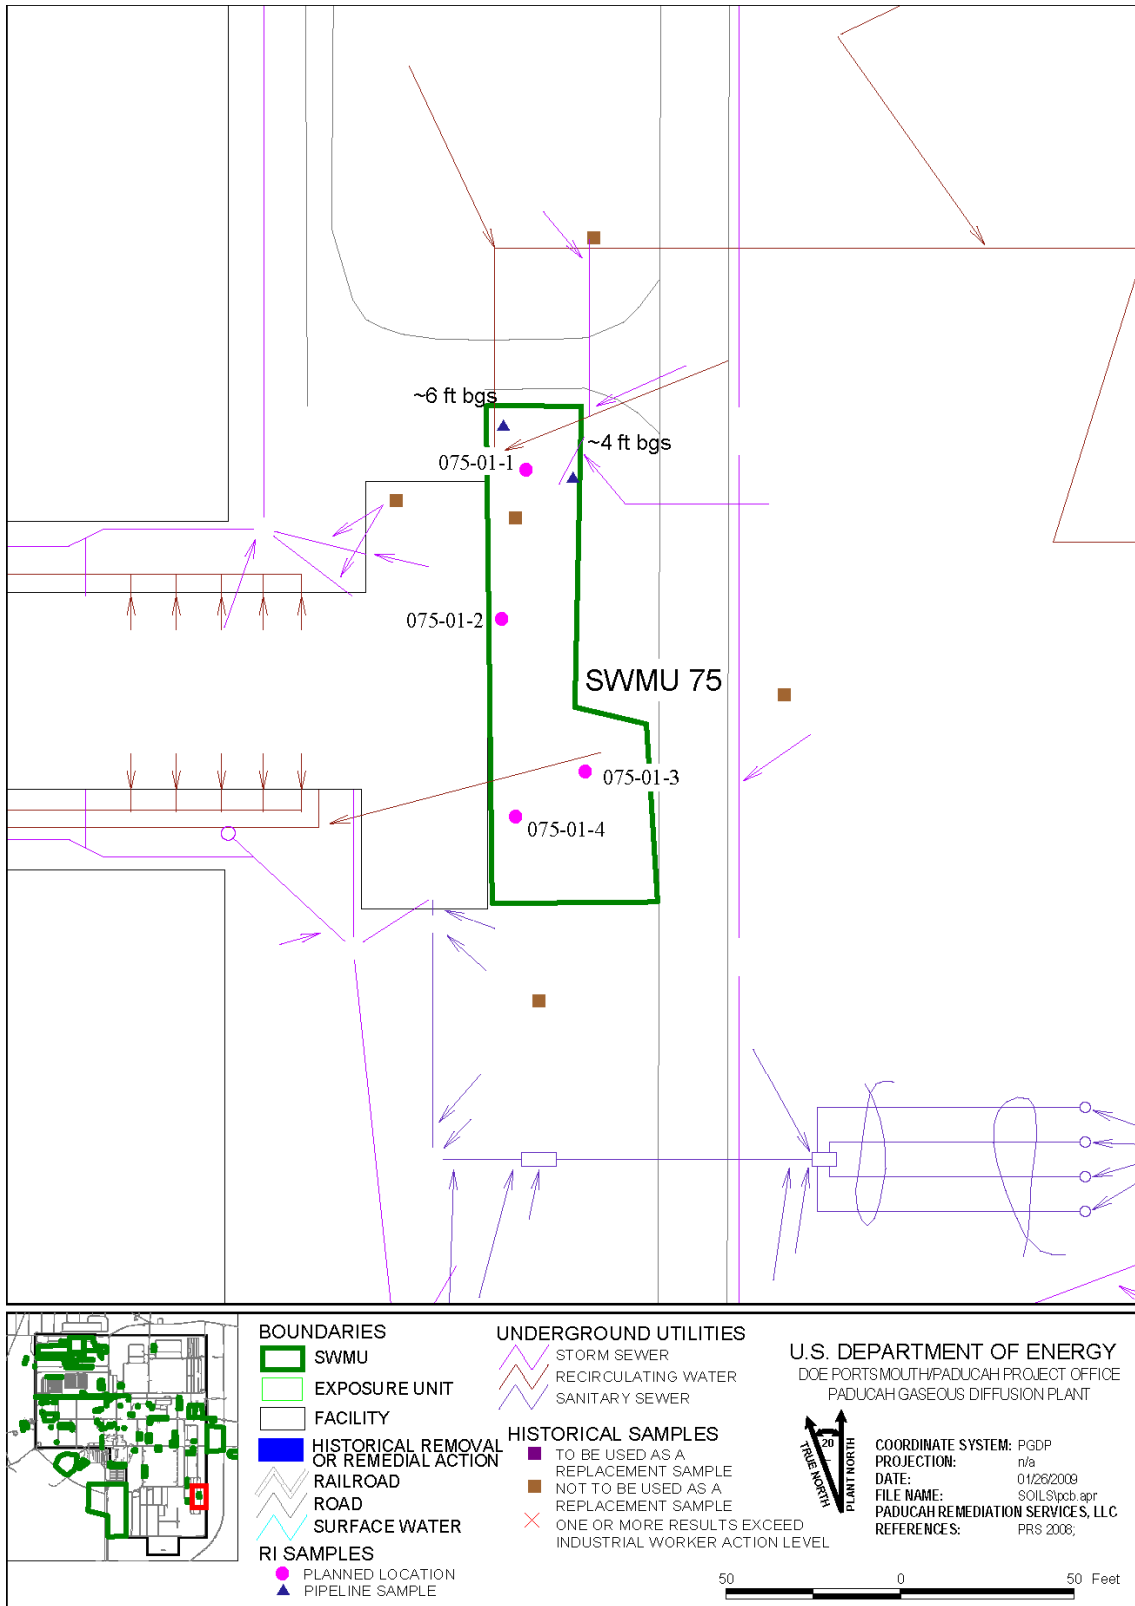 ~6 ft bgs
~4 ft bgs
075-01-1
075-01-2
SWMU 75
075-01-3
075-01-4
BOUNDARIES
SWMU
EXPOSURE UNIT
FACILITY
HISTORICAL REMOVAL
OR REMEDIAL ACTION
RAILROAD
ROAD
SURFACE WATER
RI SAMPLES
PLANNED LOCATION
PIPELINE SAMPLE
UNDERGROUND UTILITIES
STORM SEWER
RECIRCULATING WATER
SANITARY SEWER
HISTORICAL SAMPLES
TO BE USED AS A
REPLACEMENT SAMPLE
NOT TO BE USED AS A
REPLACEMENT SAMPLE
ONE OR MORE RESULTS EXCEED
INDUSTRIAL WORKER ACTION LEVEL
U.S. DEPARTMENT OF ENERGY
DOE PORTSMOUTH/PADUCAH PROJECT OFFICE
PADUCAH GASEOUS DIFFUSION PLANT
20
TRUE NORTH
PLANT NORTH
COORDINATE SYSTEM: PGDP
PROJECTION: n/a
DATE: 01/26/2009
FILE NAME: SOILS\pcb.apr
PADUCAH REMEDIATION SERVICES, LLC
REFERENCES: PRS 2008;
50 0 50 Feet